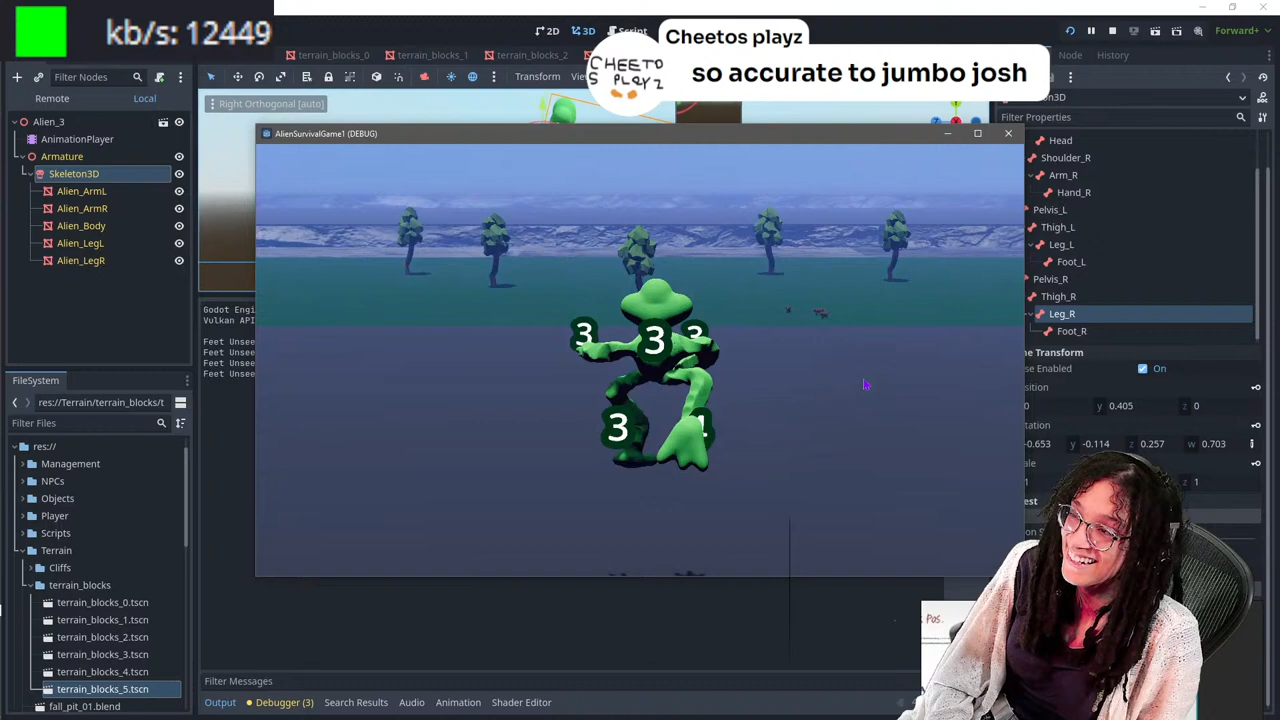 kb/s: 12449
Cheetos playz
CHEETO
S PLAYZ
so accurate to jumbo josh
2D
3D
Script
Forward+
terrain_blocks_0
terrain_blocks_1
terrain_blocks_2
Node
History
Filter Nodes
Transform
Remote
Local
Right Orthogonal [auto]
Filter Properties
Alien_3
AnimationPlayer
Armature
Skeleton3D
Alien_ArmL
Alien_ArmR
Alien_Body
Alien_LegL
Alien_LegR
AlienSurvivalGame1 (DEBUG)
3
3
3
3
Head
Shoulder_R
Arm_R
Hand_R
Pelvis_L
Thigh_L
Leg_L
Foot_L
Pelvis_R
Thigh_R
Leg_R
Foot_R
Godot Engi
Vulkan API
Feet Unsee
Feet Unsee
Feet Unsee
Feet Unsee
On
0
y 0.405
z 0
-0.653
y -0.114
z 0.257
w 0.703
z 1
FileSystem
res://Terrain/terrain_blocks/t
Filter Files
res://
Management
NPCs
Objects
Player
Scripts
Terrain
Cliffs
terrain_blocks
terrain_blocks_0.tscn
terrain_blocks_1.tscn
terrain_blocks_2.tscn
terrain_blocks_3.tscn
terrain_blocks_4.tscn
terrain_blocks_5.tscn
fall_pit_01.blend
Pos.
Filter Messages
Output
Debugger (3)
Search Results
Audio
Animation
Shader Editor